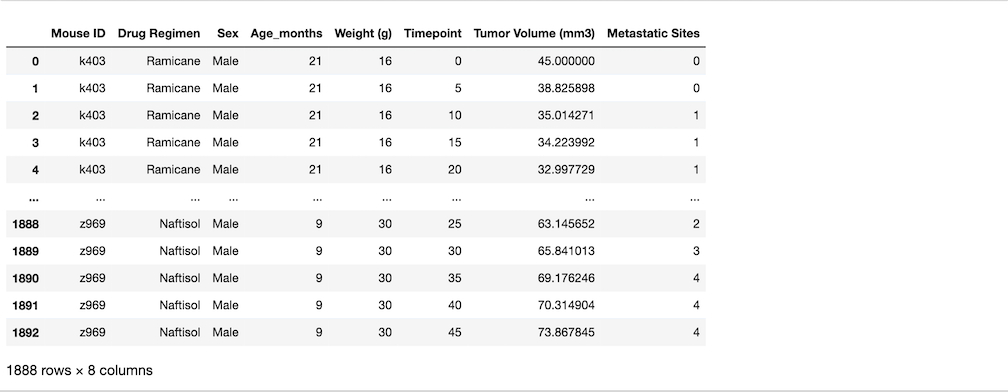 Mouse ID Drug Regimen Sex Age_months Weight (g) Timepoint Tumor Volume (mm3) Metastatic Sites
0 k403 Ramicane Male 21 16 0 45.000000 0
1 k403 Ramicane Male 21 16 5 38.825898 0
2 k403 Ramicane Male 21 16 10 35.014271 1
3 k403 Ramicane Male 21 16 15 34.223992 1
4 k403 Ramicane Male 21 16 20 32.997729 1
... ... ... ... ... ... ... ... ...
1888 z969 Naftisol Male 9 30 25 63.145652 2
1889 z969 Naftisol Male 9 30 30 65.841013 3
1890 z969 Naftisol Male 9 30 35 69.176246 4
1891 z969 Naftisol Male 9 30 40 70.314904 4
1892 z969 Naftisol Male 9 30 45 73.867845 4
1888 rows × 8 columns